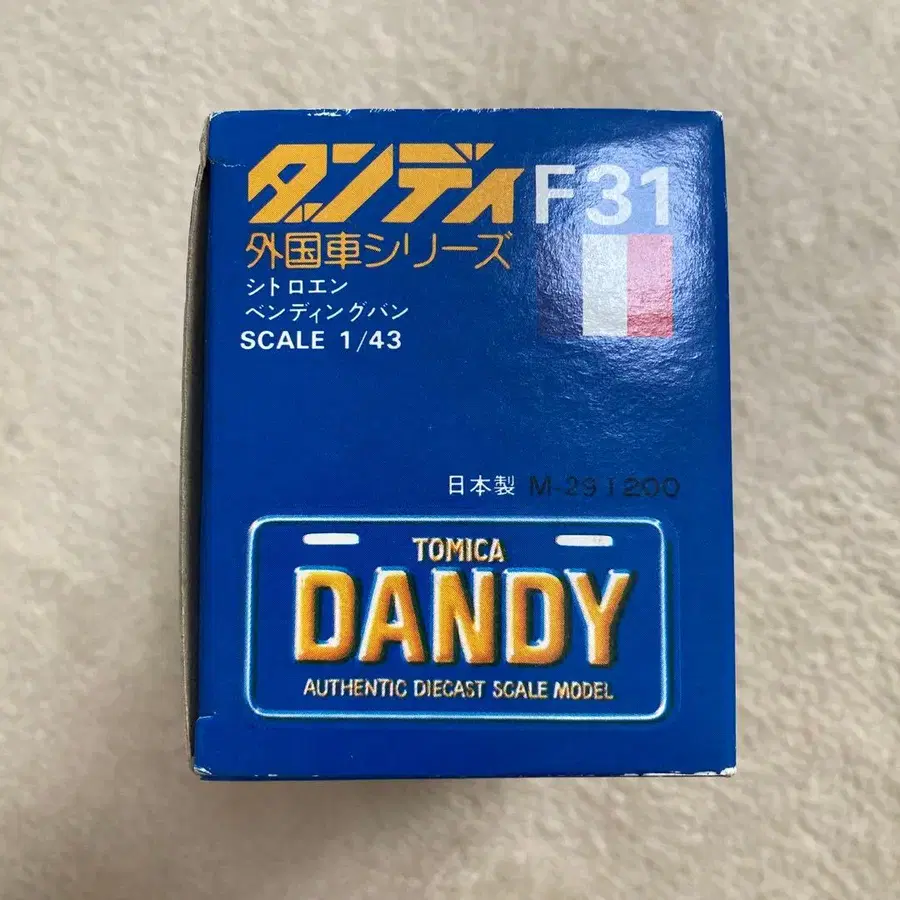 ダンディ F31
外国車シリーズ
シトロエン
ベンディングバン
SCALE 1/43
日本製 M-291200
TOMICA
DANDY
AUTHENTIC DIECAST SCALE MODEL